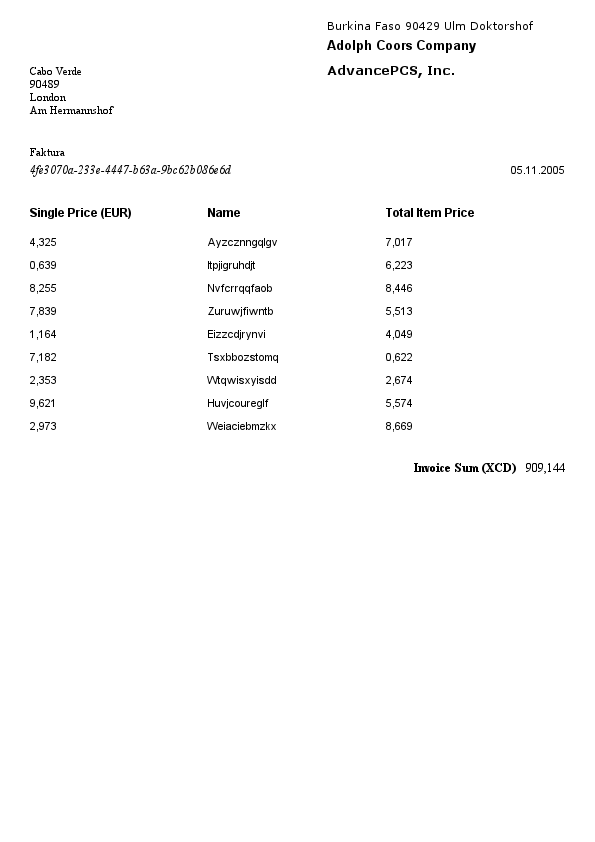 Burkina Faso 90429 Ulm Doktorshof
Adolph Coors Company
AdvancePCS, Inc.
Cabo Verde
90489
London
Am Hermannshof
Faktura
4fe3070a-233e-4447-b63a-9bc62b086e6d 05.11.2005
Single Price (EUR) Name Total Item Price
4,325 Ayzcznngqlgv 7,017
0,639 Itpjigruhdjt 6,223
8,255 Nvfcrrqqfaob 8,446
7,839 Zuruwjfiwntb 5,513
1,164 Eizzcdjrynvi 4,049
7,182 Tsxbbozstomq 0,622
2,353 Wtqwisxyisdd 2,674
9,621 Huvjcoureglf 5,574
2,973 Weiaciebmzkx 8,669
Invoice Sum (XCD) 909,144